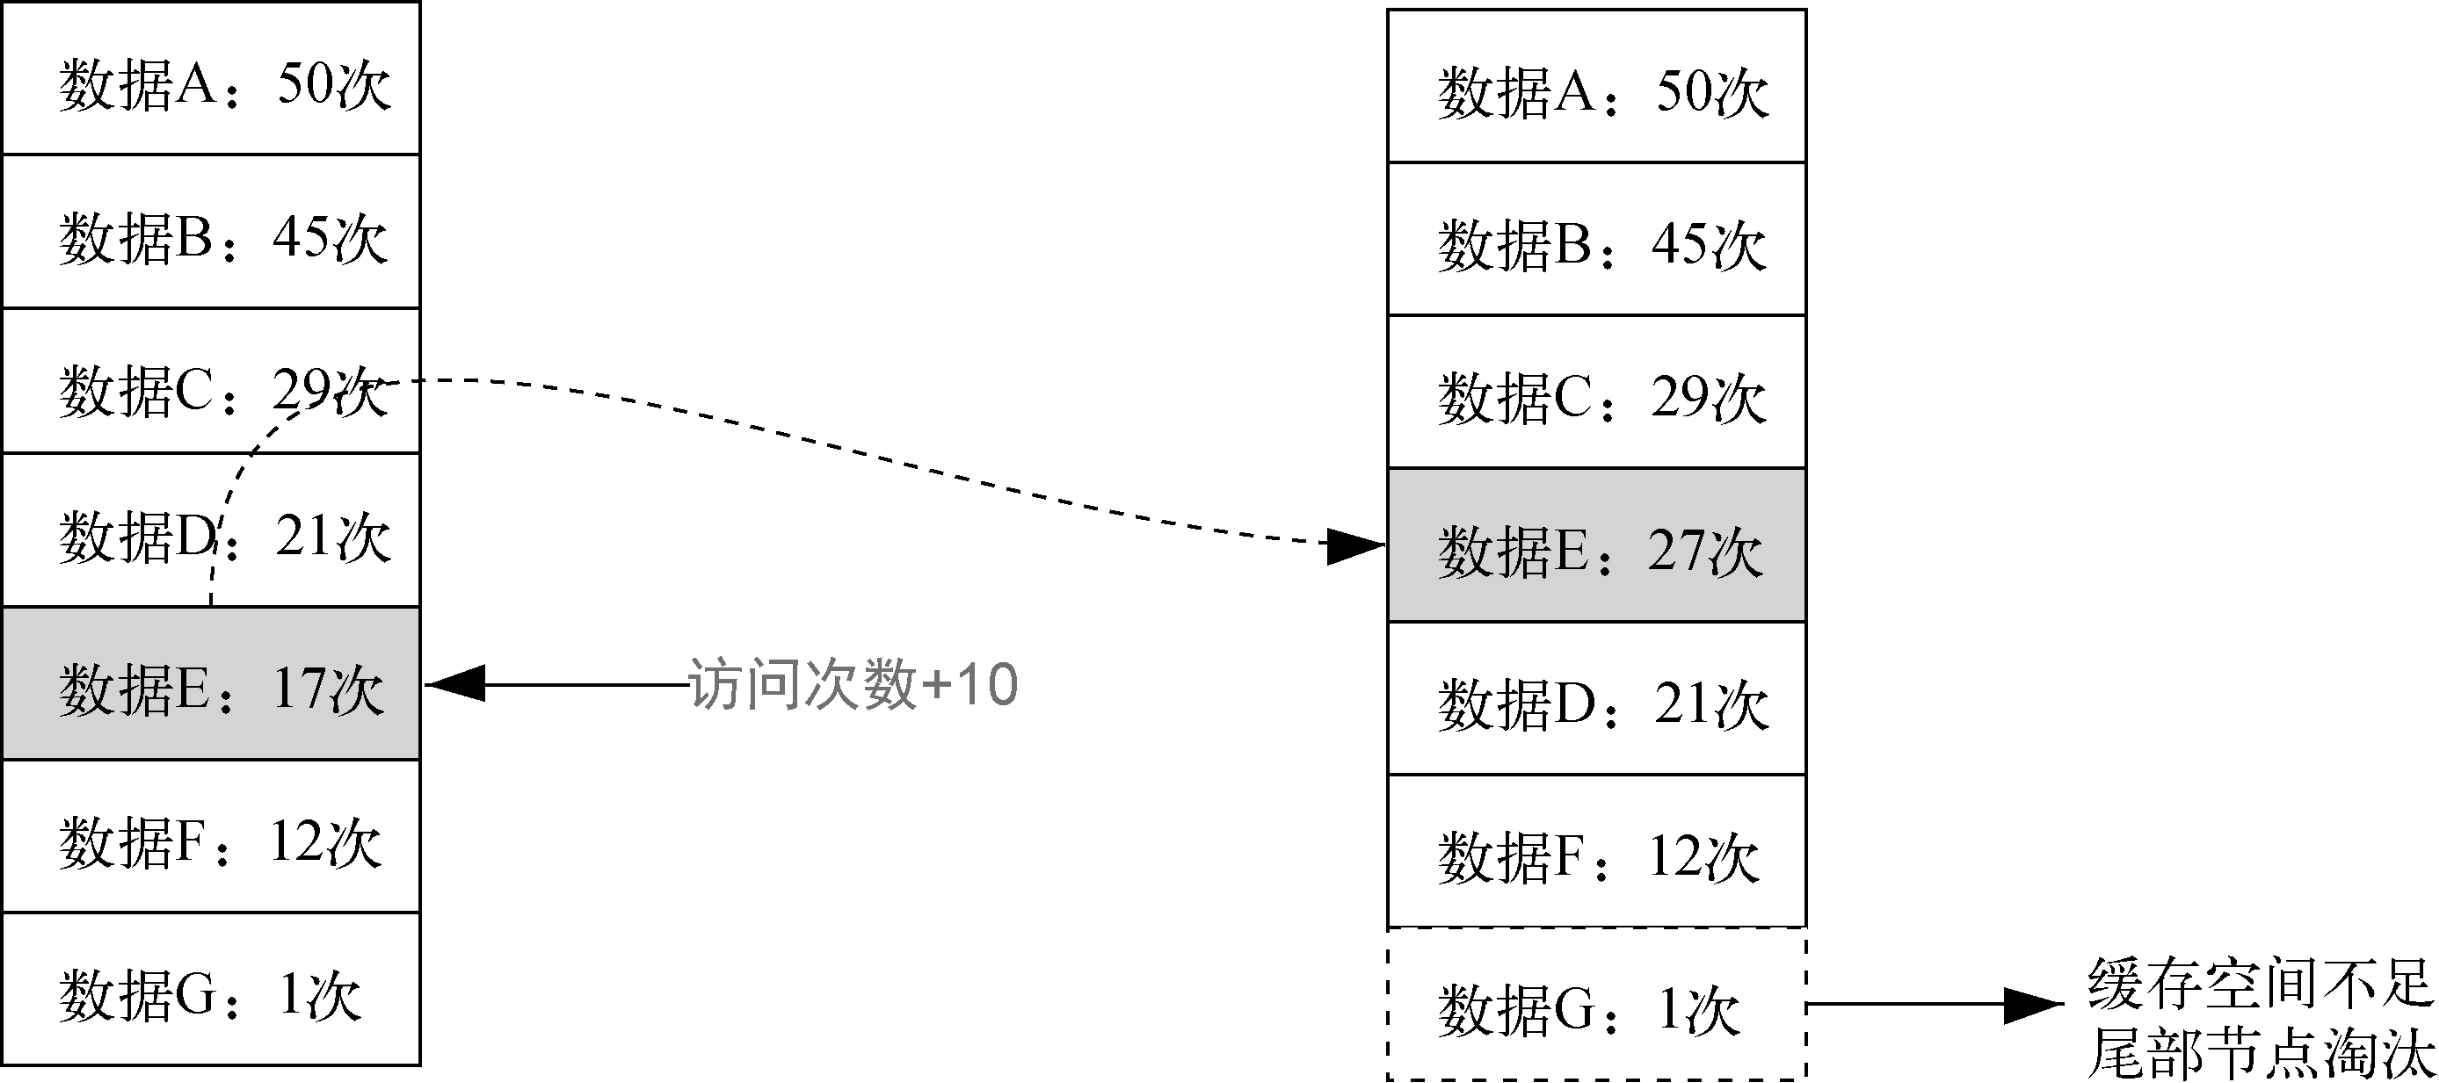 数据A：50次
数据B：45次
数据C：29次
数据D：21次
数据E：17次
数据F：12次
数据G：1次
访问次数+10
数据A：50次
数据B：45次
数据C：29次
数据E：27次
数据D：21次
数据F：12次
数据G：1次
缓存空间不足
尾部节点淘汰